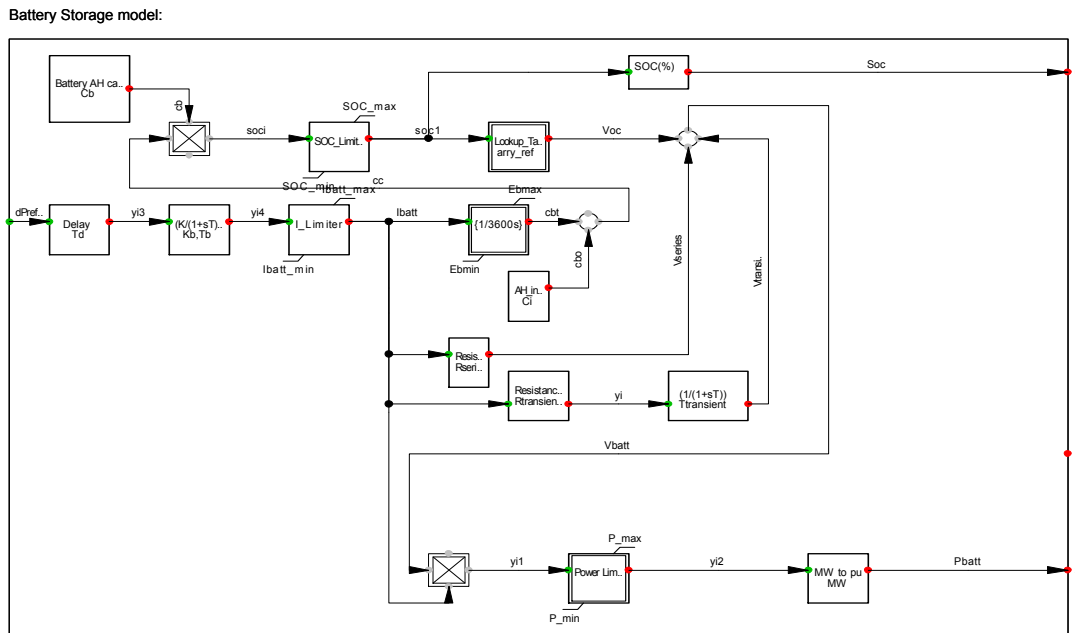 Battery Storage model:
Battery AH ca..
Cb
cb
soci
SOC_max
SOC_Limit..
SOC_min
soc1
SOC(%)
Soc
Lookup_Ta..
arry_ref
Voc
cc
dPref..
Delay
Td
yi3
(K/(1+sT)..
Kb,Tb
yi4
Ibatt_max
I_Limiter
Ibatt_min
Ibatt
Ebmax
{1/3600s}
Ebmin
cbt
cbo
AH_in..
Ci
Vseries
Vtransi.
Resis..
Rseri..
Resistanc..
Rtransien..
yi
(1/(1+sT))
Ttransient
Vbatt
yi1
P_max
Power Lim..
P_min
yi2
MW to pu
MW
Pbatt